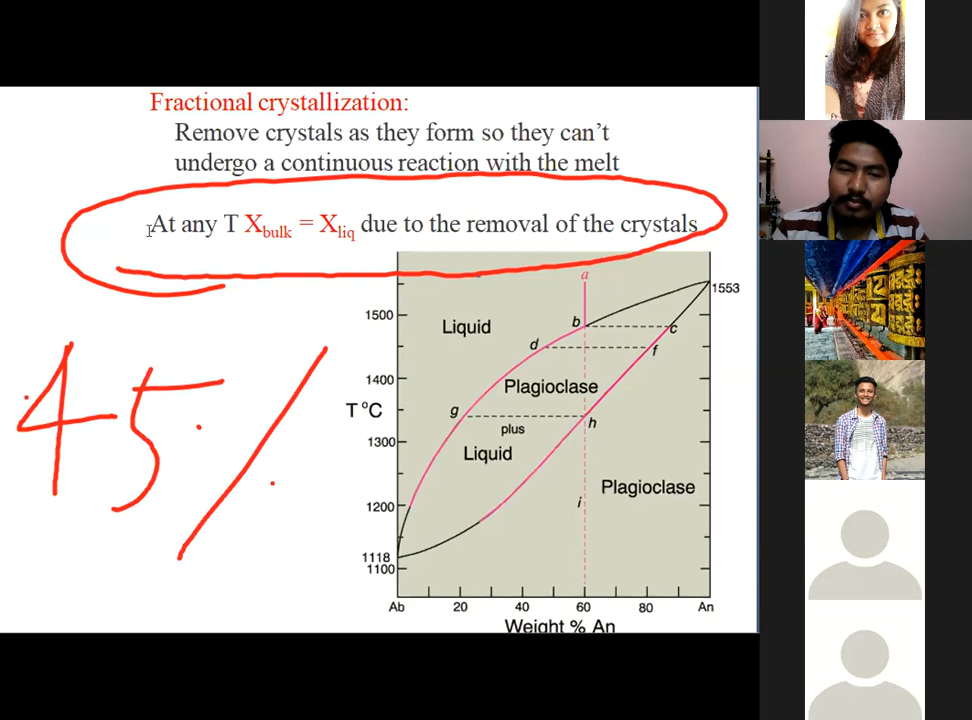 Fractional crystallization:
Remove crystals as they form so they can't
undergo a continuous reaction with the melt
At any T Xbulk = Xliq due to the removal of the crystals
a
1553
1500
Liquid
b
c
d
f
1400
Plagioclase
T °C
g
h
plus
1300
Liquid
Plagioclase
i
1200
1118
1100
Ab 20 40 60 80 An
Weight % An
45%